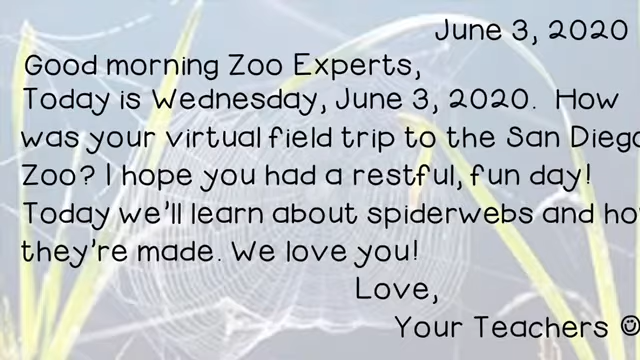 June 3, 2020
Good morning Zoo Experts,
Today is Wednesday, June 3, 2020. How
was your virtual field trip to the San Diego
Zoo? I hope you had a restful, fun day!
Today we'll learn about spiderwebs and ho
they're made. We love you!
Love,
Your Teachers ☺